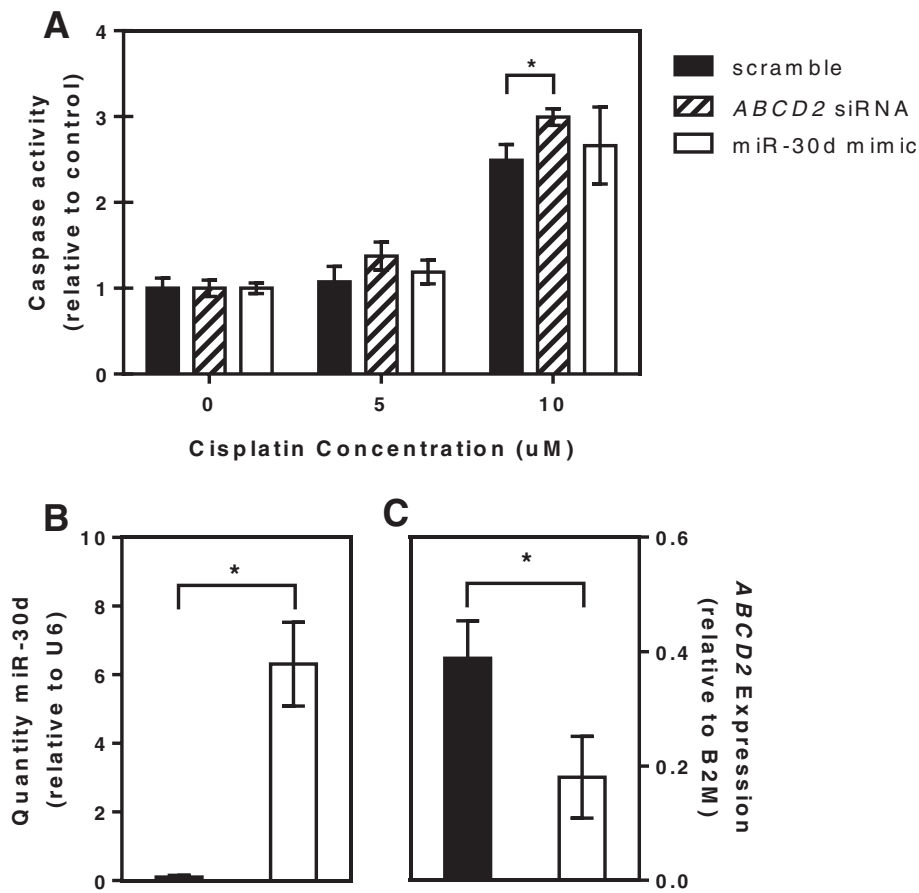 A
4
3
2
1
0
Caspase activity
(relative to control)
*
0
5
10
Cisplatin Concentration (uM)
scramble
ABCD2 siRNA
miR-30d mimic
B
10
8
6
4
2
0
Quantity miR-30d
(relative to U6)
*
C
*
0.6
0.4
0.2
0.0
ABCD2 Expression
(relative to B2M)